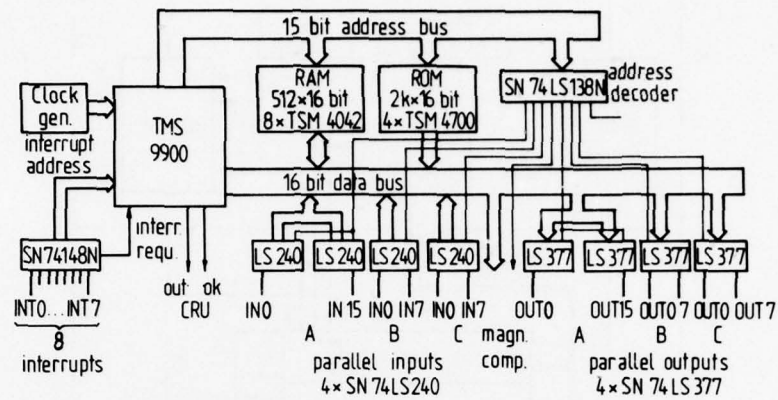 15 bit address bus
Clock
gen.
TMS
9900
RAM
512×16 bit
8×TSM 4042
ROM
2k×16 bit
4×TSM 4700
SN 74 LS138N
address
decoder
interrupt
address
16 bit data bus
SN74148N
interr.
requ.
LS 240
LS 240
LS 240
LS 240
LS 377
LS 377
LS 377
LS 377
INT0...INT7
8
interrupts
out ok
CRU
IN0
IN 15
IN0 IN7
IN0 IN7
OUT0
OUT15
OUT0 7
OUT0 OUT 7
A
B
C
magn.
comp.
A
B
C
parallel inputs
4×SN 74LS240
parallel outputs
4×SN 74 LS 377